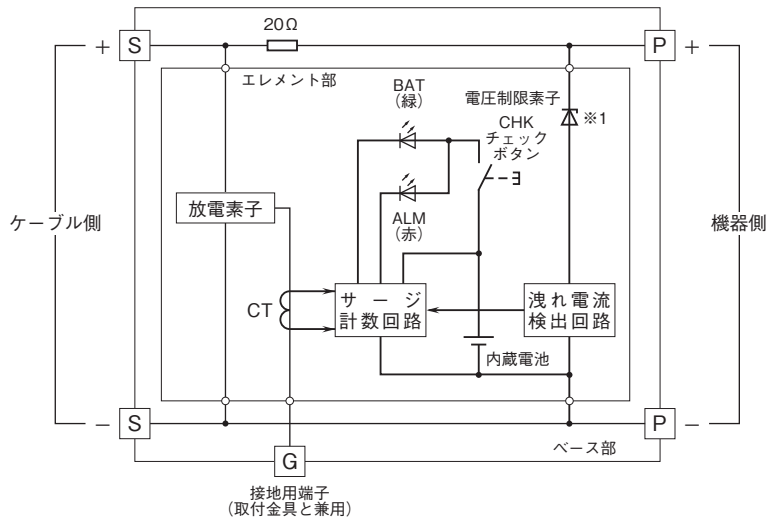 20Ω
+ S
P +
エレメント部
BAT
(緑)
電圧制限素子
※1
CHK
チェック
ボタン
放電素子
ALM
(赤)
ケーブル側
機器側
CT
サージ
計数回路
洩れ電流
検出回路
内蔵電池
− S
P −
ベース部
G
接地用端子
(取付金具と兼用)